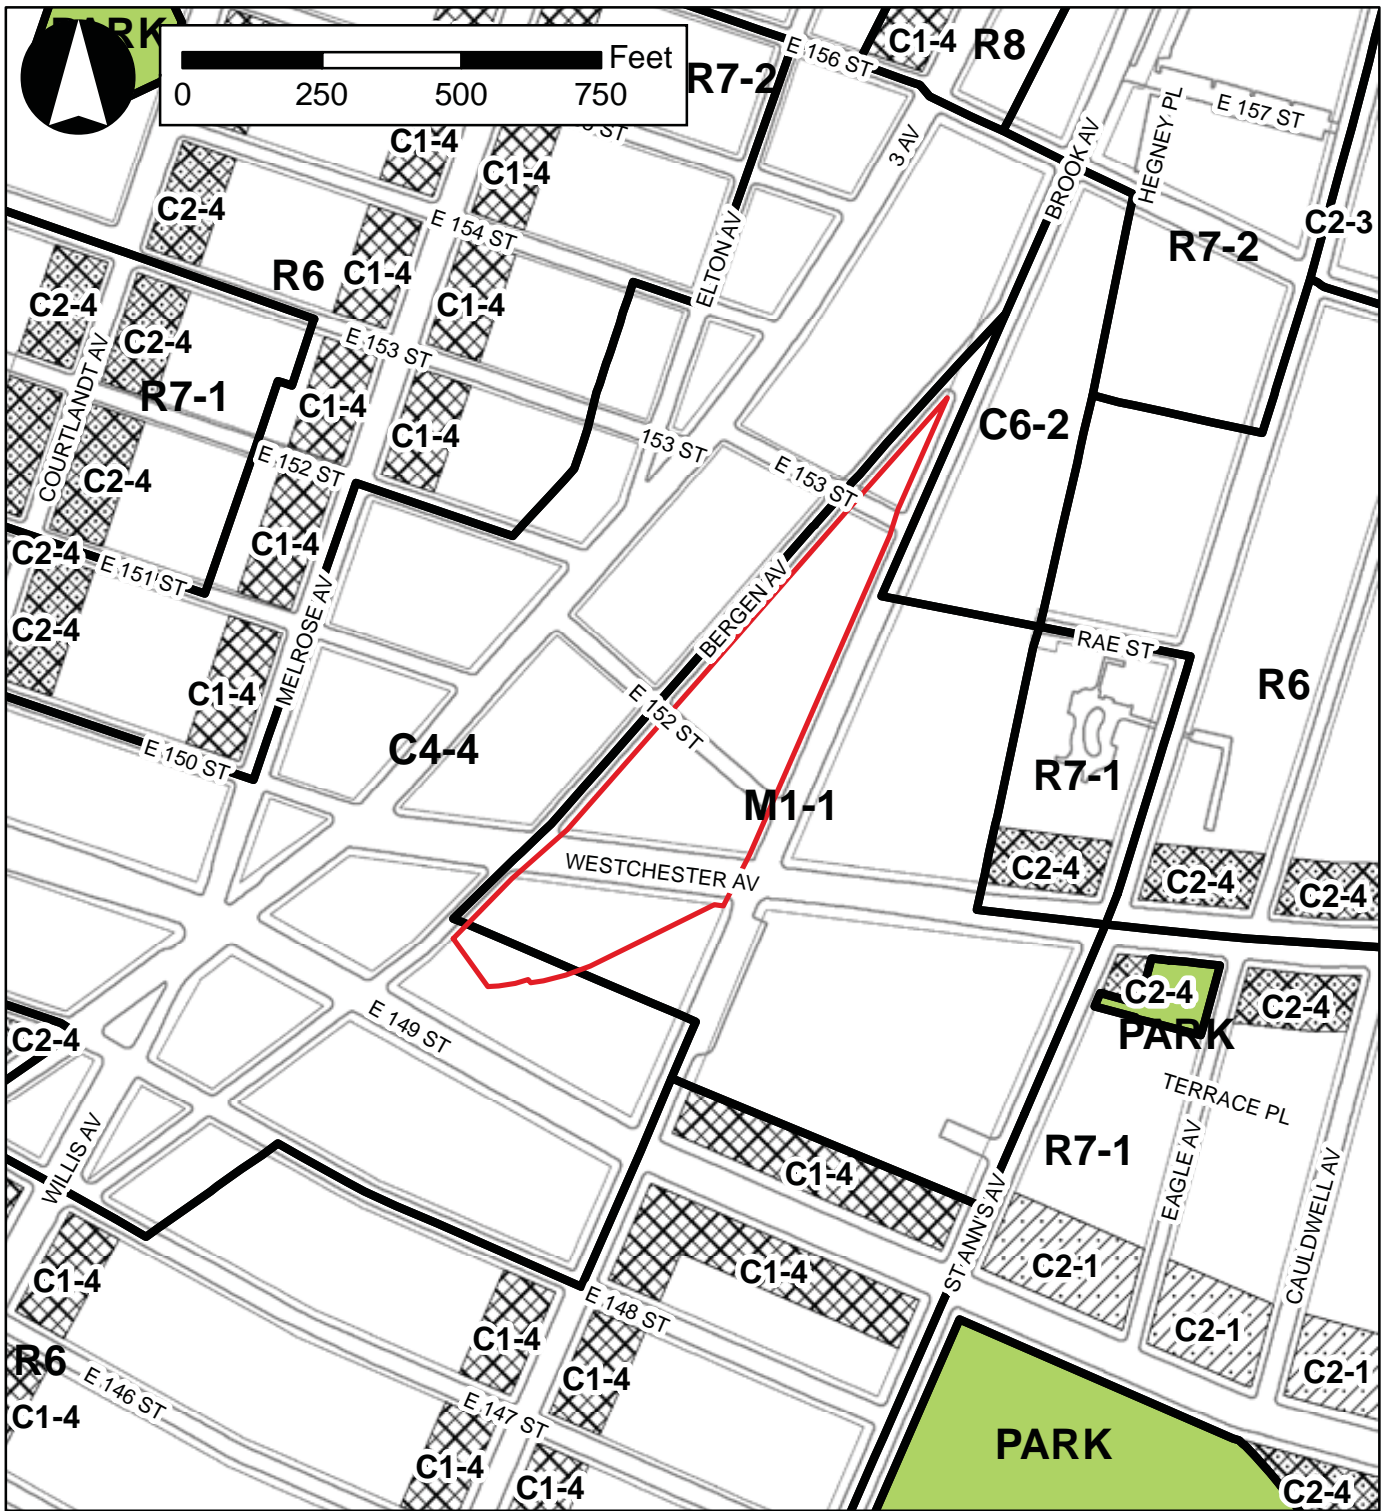 PARK
Feet
0 250 500 750
R7-2
E 156 ST
C1-4
R8
E 157 ST
HEGNEY PL
BROOK AV
3 AV
C1-4
C1-4
ST
C2-4
E 154 ST
ELTON AV
R7-2
C2-3
R6
C1-4
C2-4
C1-4
C2-4
E 153 ST
COURTLANDT AV
R7-1
C1-4
C1-4
153 ST
E 153 ST
C6-2
E 152 ST
C2-4
C1-4
C2-4
E 151 ST
MELROSE AV
BERGEN AV
C2-4
RAE ST
R6
C1-4
E 152 ST
E 150 ST
C4-4
M1-1
R7-1
WESTCHESTER AV
C2-4
C2-4
C2-4
C2-4
E 149 ST
C2-4
C2-4
PARK
TERRACE PL
WILLIS AV
R7-1
C1-4
ST ANN'S AV
EAGLE AV
CAULDWELL AV
C1-4
C1-4
C2-1
E 148 ST
C1-4
C2-1
R6
C1-4
C2-1
E 146 ST
C1-4
E 147 ST
PARK
C1-4
C1-4
C2-4